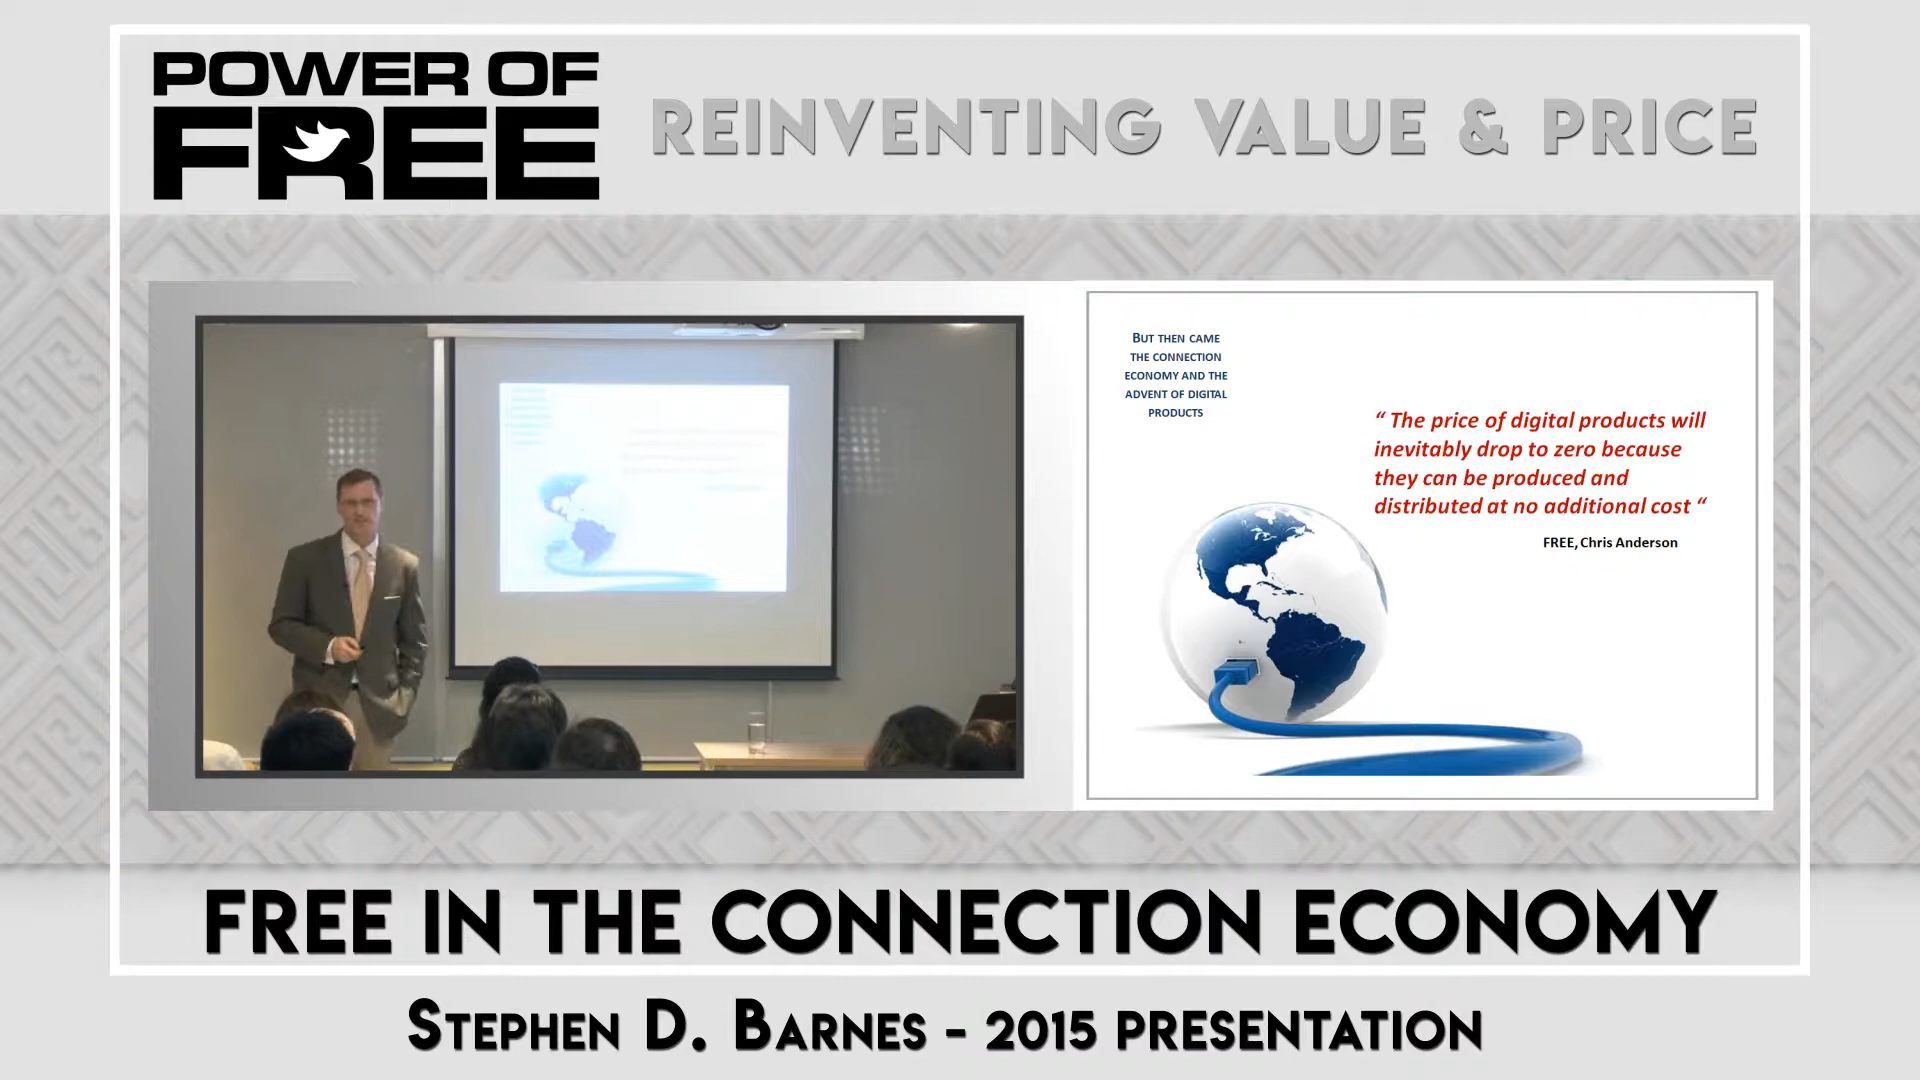 POWER OF
FREE
REINVENTING VALUE & PRICE
BUT THEN CAME
THE CONNECTION
ECONOMY AND THE
ADVENT OF DIGITAL
PRODUCTS
“ The price of digital products will
inevitably drop to zero because
they can be produced and
distributed at no additional cost “
FREE, Chris Anderson
FREE IN THE CONNECTION ECONOMY
STEPHEN D. BARNES - 2015 PRESENTATION